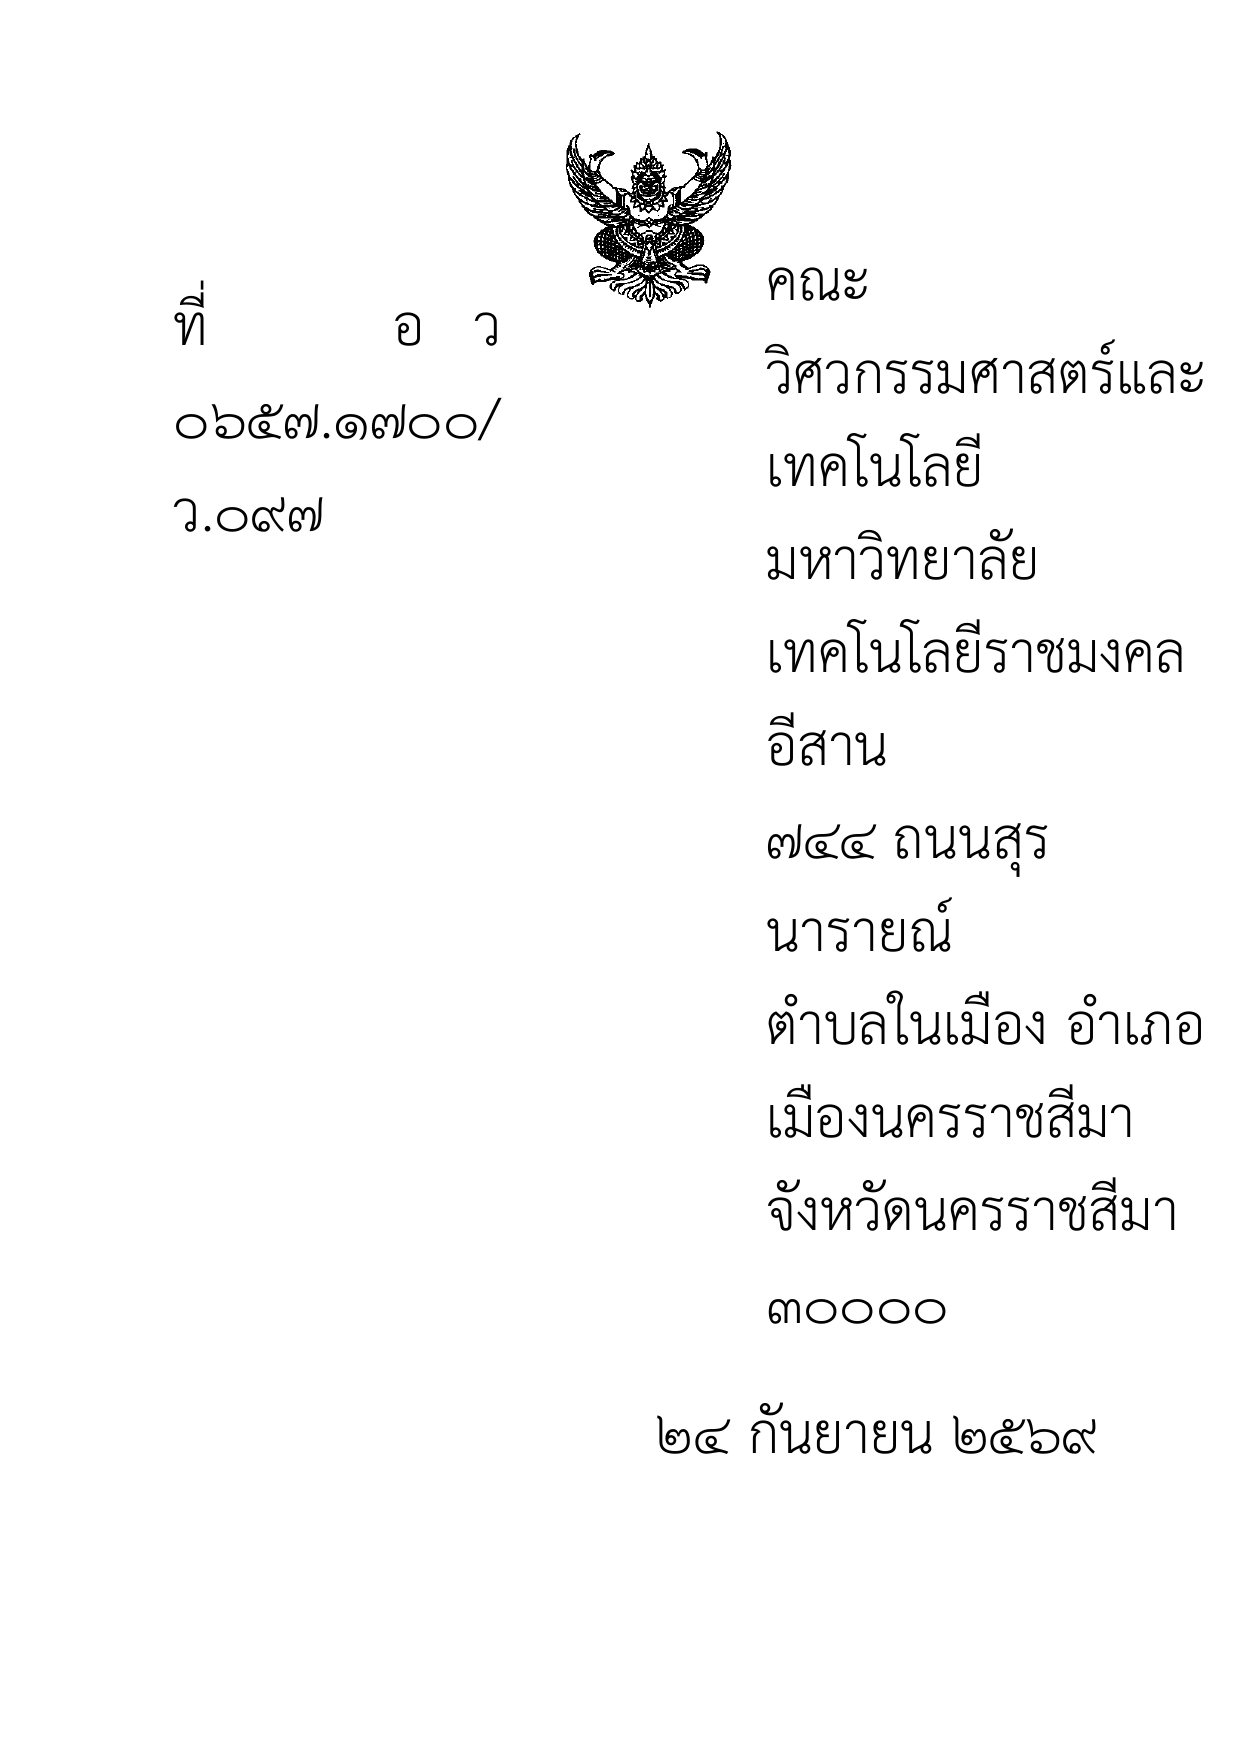 ที่ อว
๐๖๕๗.๑๗๐๐/
ว.๐๙๗
คณะ
วิศวกรรมศาสตร์และ
เทคโนโลยี
มหาวิทยาลัย
เทคโนโลยีราชมงคล
อีสาน
๗๔๔ ถนนสุร
นารายณ์
ตำบลในเมือง อำเภอ
เมืองนครราชสีมา
จังหวัดนครราชสีมา
๓๐๐๐๐
๒๔ กันยายน ๒๕๖๙